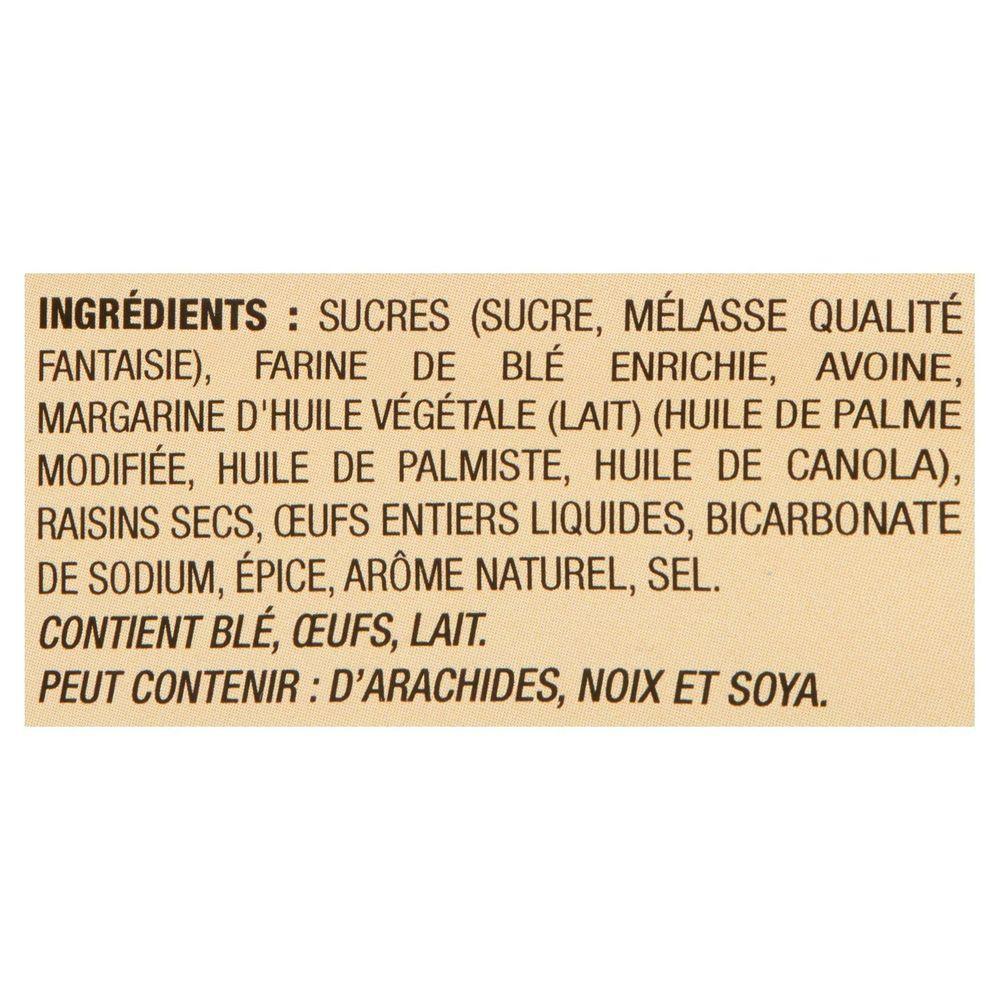 INGRÉDIENTS : SUCRES (SUCRE, MÉLASSE QUALITÉ
FANTAISIE), FARINE DE BLÉ ENRICHIE, AVOINE,
MARGARINE D'HUILE VÉGÉTALE (LAIT) (HUILE DE PALME
MODIFIÉE, HUILE DE PALMISTE, HUILE DE CANOLA),
RAISINS SECS, ŒUFS ENTIERS LIQUIDES, BICARBONATE
DE SODIUM, ÉPICE, ARÔME NATUREL, SEL.
CONTIENT BLÉ, ŒUFS, LAIT.
PEUT CONTENIR : D'ARACHIDES, NOIX ET SOYA.